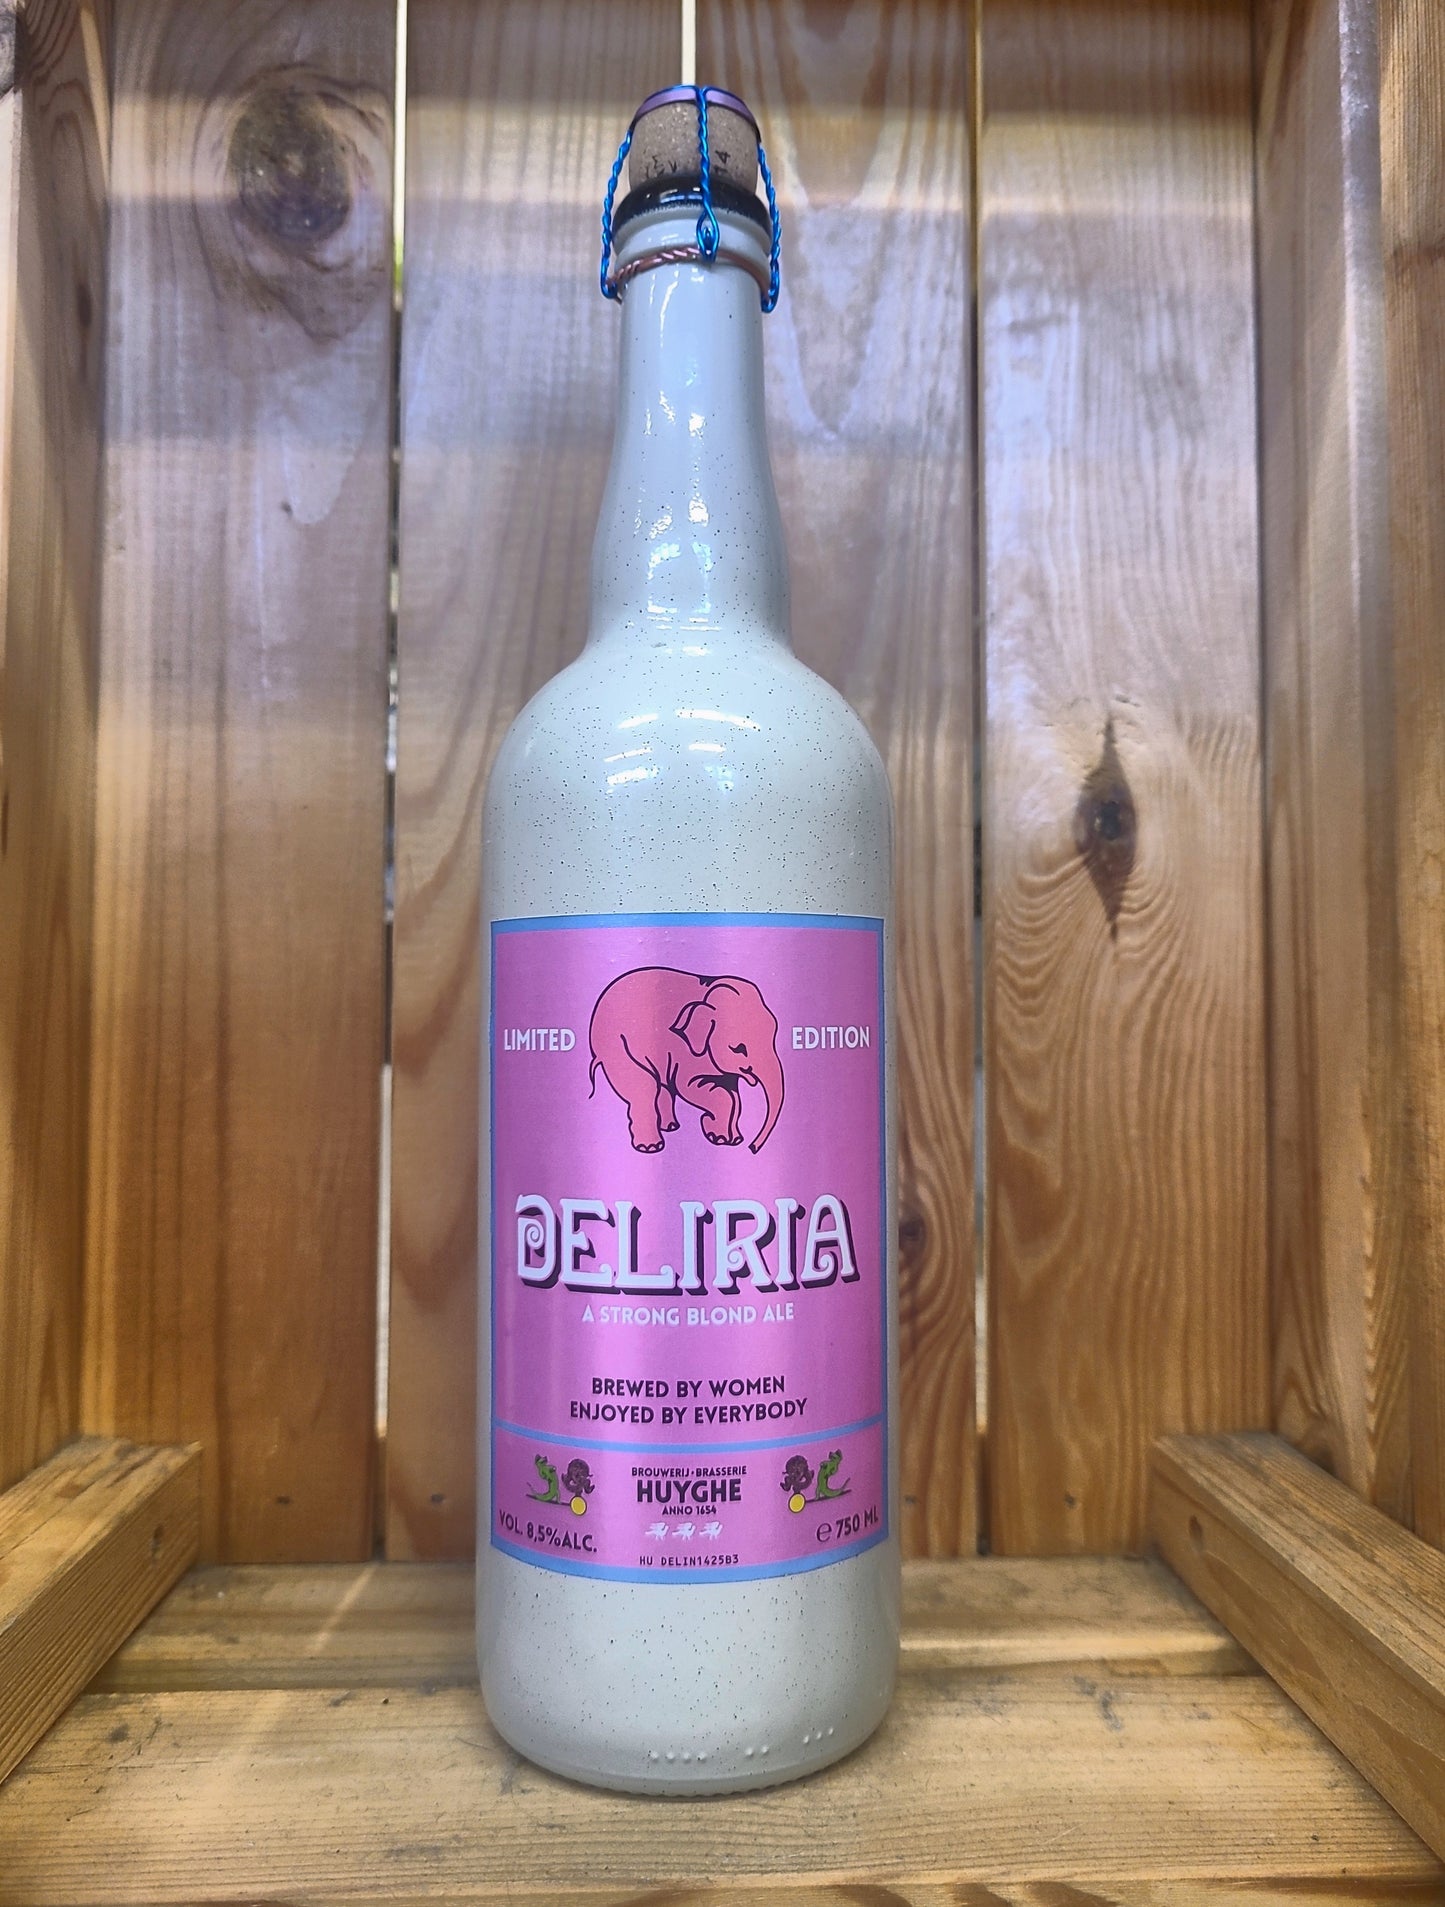 LIMITED EDITION
DELIRIA
A STRONG BLOND ALE
BREWED BY WOMEN
ENJOYED BY EVERYBODY
BROUWERIJ · BRASSERIE
HUYGHE
ANNO 1654
VOL. 8,5%ALC.
℮ 750 ML
HU DELIN1425B3